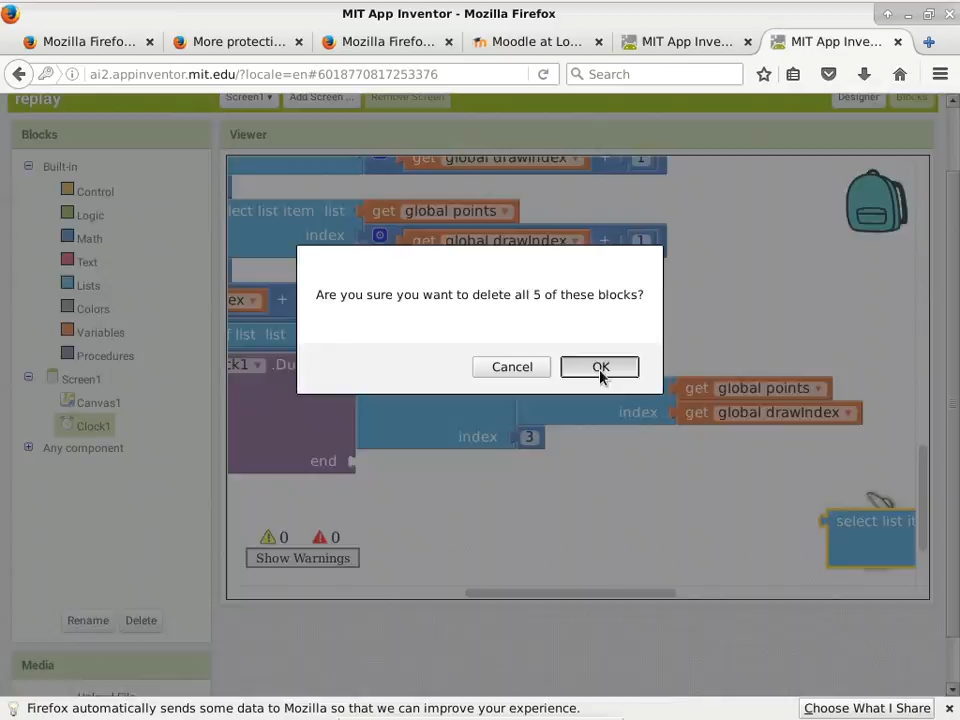 MIT App Inventor - Mozilla Firefox
Mozilla Firefo... × More protecti... × Mozilla Firefo... × Moodle at Lo... × MIT App Inve... × MIT App Inve... ×
ai2.appinventor.mit.edu/?locale=en#6018770817253376 Search
replay Screen1 Add Screen ... Remove Screen Designer Blocks
Blocks
Viewer
Built-in
Control
Logic
Math
Text
Lists
Colors
Variables
Procedures
Screen1
Canvas1
Clock1
Any component
Rename Delete
Media
get global drawIndex + 1
lect list item list get global points
index get global drawIndex + 1
ex +
f list list
ck1 .Du
get global points
index get global drawIndex
index 3
end
select list it
0 0
Show Warnings
Are you sure you want to delete all 5 of these blocks?
Cancel OK
Firefox automatically sends some data to Mozilla so that we can improve your experience. Choose What I Share ×